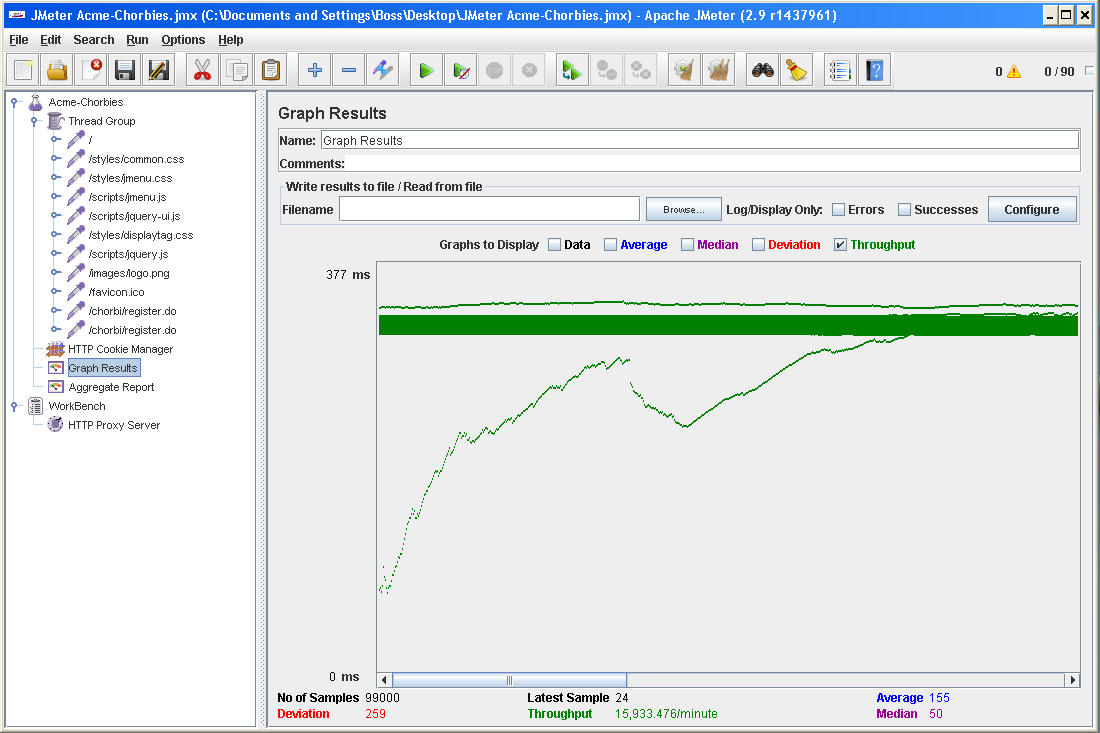 JMeter Acme-Chorbies.jmx (C:\Documents and Settings\Boss\Desktop\JMeter Acme-Chorbies.jmx) - Apache JMeter (2.9 r1437961)
File Edit Search Run Options Help
0 0 / 90
Acme-Chorbies
Thread Group
/
/styles/common.css
/styles/jmenu.css
/scripts/jmenu.js
/scripts/jquery-ui.js
/styles/displaytag.css
/scripts/jquery.js
/images/logo.png
/favicon.ico
/chorbi/register.do
/chorbi/register.do
HTTP Cookie Manager
Graph Results
Aggregate Report
WorkBench
HTTP Proxy Server
Graph Results
Name: Graph Results
Comments:
Write results to file / Read from file
Filename Browse... Log/Display Only: Errors Successes Configure
Graphs to Display Data Average Median Deviation Throughput
377 ms
0 ms
No of Samples 99000 Latest Sample 24 Average 155
Deviation 259 Throughput 15,933.476/minute Median 50